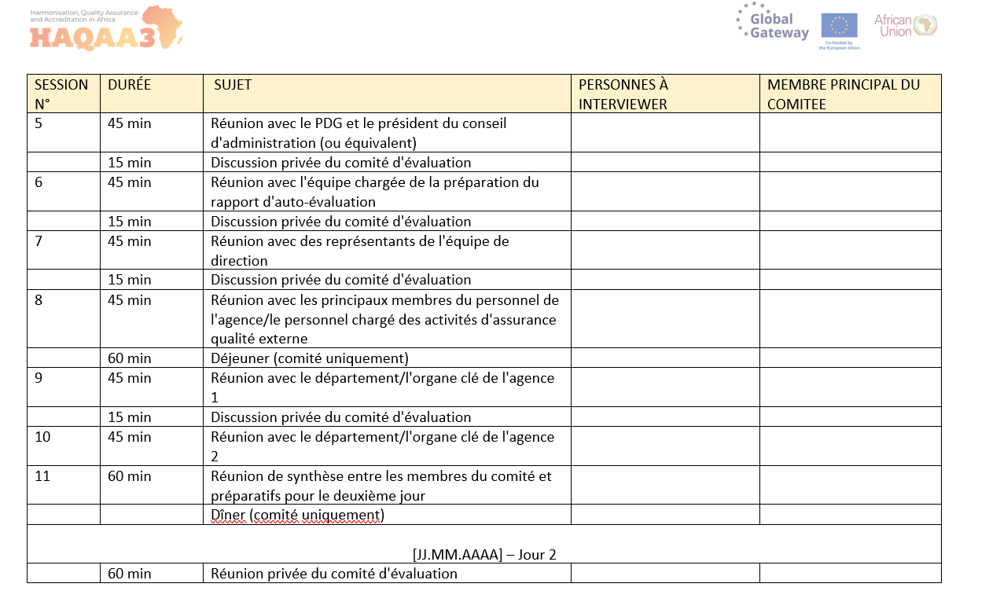 Harmonisation, Quality Assurance
and Accreditation in Africa
HAQAA3
Global
Gateway
Co-funded by
the European Union
African
Union
SESSION
N°
DURÉE
SUJET
PERSONNES À
INTERVIEWER
MEMBRE PRINCIPAL DU
COMITEE
5
45 min
Réunion avec le PDG et le président du conseil
d'administration (ou équivalent)
15 min
Discussion privée du comité d'évaluation
6
45 min
Réunion avec l'équipe chargée de la préparation du
rapport d'auto-évaluation
15 min
Discussion privée du comité d'évaluation
7
45 min
Réunion avec des représentants de l'équipe de
direction
15 min
Discussion privée du comité d'évaluation
8
45 min
Réunion avec les principaux membres du personnel de
l'agence/le personnel chargé des activités d'assurance
qualité externe
60 min
Déjeuner (comité uniquement)
9
45 min
Réunion avec le département/l'organe clé de l'agence
1
15 min
Discussion privée du comité d'évaluation
10
45 min
Réunion avec le département/l'organe clé de l'agence
2
11
60 min
Réunion de synthèse entre les membres du comité et
préparatifs pour le deuxième jour
Dîner (comité uniquement)
[JJ.MM.AAAA] – Jour 2
60 min
Réunion privée du comité d'évaluation